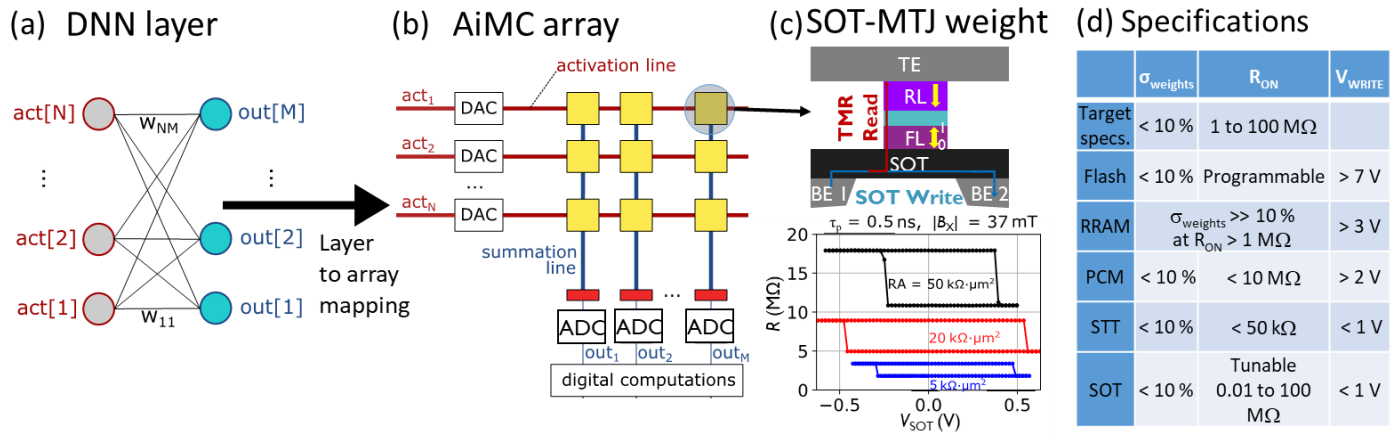 (a) DNN layer
act[N]
w_NM
out[M]
⋮
⋮
act[2]
out[2]
act[1]
w_11
out[1]
Layer
to array
mapping
(b) AiMC array
activation line
act_1
DAC
act_2
DAC
...
act_N
DAC
summation
line
...
ADC
ADC
ADC
out_1
out_2
out_M
digital computations
(c) SOT-MTJ weight
TE
TMR
Read
RL
FL
1
0
SOT
BE 1
SOT Write
BE 2
τ_p = 0.5 ns, |B_X| = 37 mT
R (MΩ)
20
15
10
5
0
RA = 50 kΩ·μm²
20 kΩ·μm²
5 kΩ·μm²
−0.5
0.0
0.5
V_SOT (V)
(d) Specifications
σ_weights
R_ON
V_WRITE
Target
specs.
< 10 %
1 to 100 MΩ
Flash
< 10%
Programmable
> 7 V
RRAM
σ_weights >> 10 %
at R_ON > 1 MΩ
> 3 V
PCM
< 10 %
< 10 MΩ
> 2 V
STT
< 10%
< 50 kΩ
< 1 V
SOT
< 10%
Tunable
0.01 to 100
MΩ
< 1 V